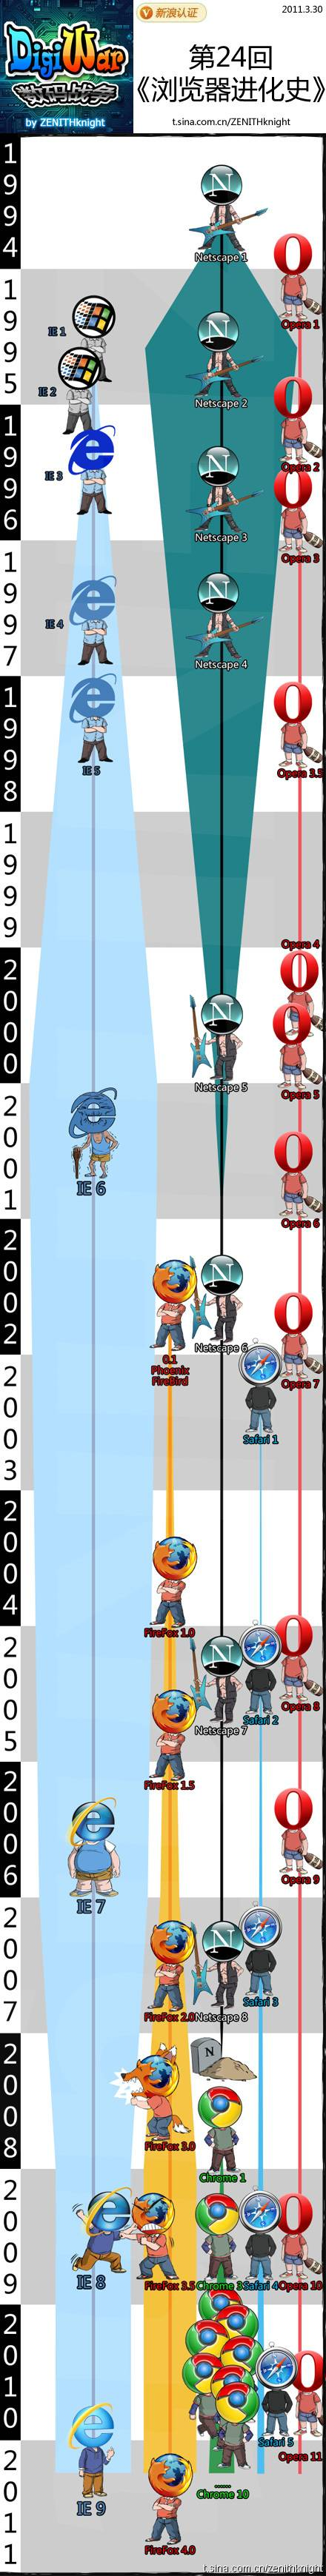 DigiWar
数码战会
by ZENITHknight
V 新浪认证
2011.3.30
第24回
《浏览器进化史》
t.sina.com.cn/ZENITHknight
1994
N
Netscape 1
Opera 1
1995
IE 1
N
IE 2
Netscape 2
Opera 2
1996
IE 3
N
Netscape 3
Opera 3
1997
IE 4
N
Netscape 4
1998
IE 5
Opera 3.5
1999
Opera 4
2000
N
Netscape 5
Opera 5
2001
IE 6
Opera 6
2002
N
Netscape 6
0.1
Phoenix
FireBird
Opera 7
2003
Safari 1
2004
FireFox 1.0
2005
N
Netscape 7
Safari 2
Opera 8
FireFox 1.5
2006
IE 7
Opera 9
2007
N
FireFox 2.0
Netscape 8
Safari 3
2008
N
FireFox 3.0
Chrome 1
2009
IE 8
FireFox 3.5
Chrome 3
Safari 4
Opera 10
2010
Safari 5
Opera 11
2011
......
Chrome 10
IE 9
FireFox 4.0
t.sina.com.cn/zenithknight